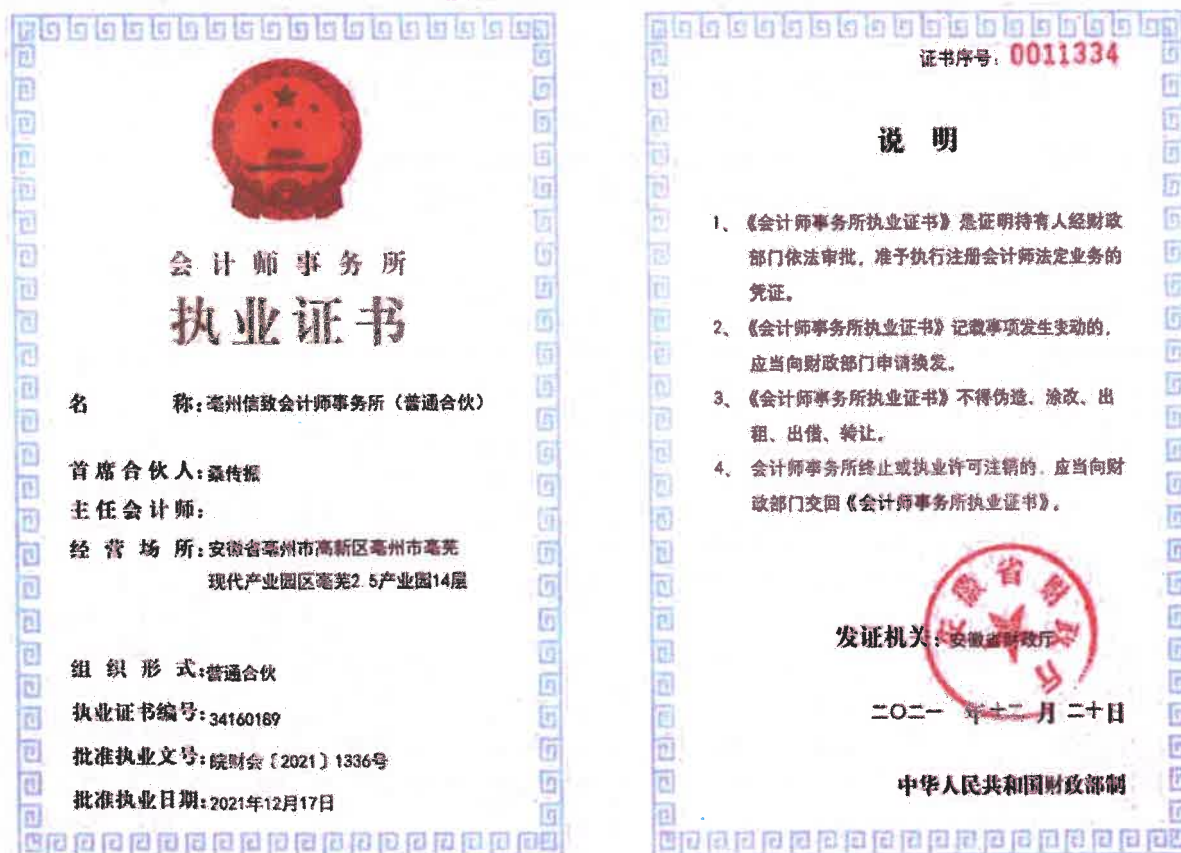 会计师事务所
执业证书
名 称：亳州信致会计师事务所（普通合伙）
首席合伙人：桑传振
主任会计师：
经营场所：安徽省亳州市高新区亳州市亳芜
现代产业园区亳芜2.5产业园14层
组织形式：普通合伙
执业证书编号：34160189
批准执业文号：皖财会〔2021〕1336号
批准执业日期：2021年12月17日
证书序号：0011334
说 明
1、《会计师事务所执业证书》是证明持有人经财政
部门依法审批，准予执行注册会计师法定业务的
凭证。
2、《会计师事务所执业证书》记载事项发生变动的，
应当向财政部门申请换发。
3、《会计师事务所执业证书》不得伪造、涂改、出
租、出借、转让。
4、会计师事务所终止或执业许可注销的，应当向财
政部门交回《会计师事务所执业证书》。
安徽省财政厅
发证机关：安徽省财政厅
二〇二一 年十二 月 二十日
中华人民共和国财政部制